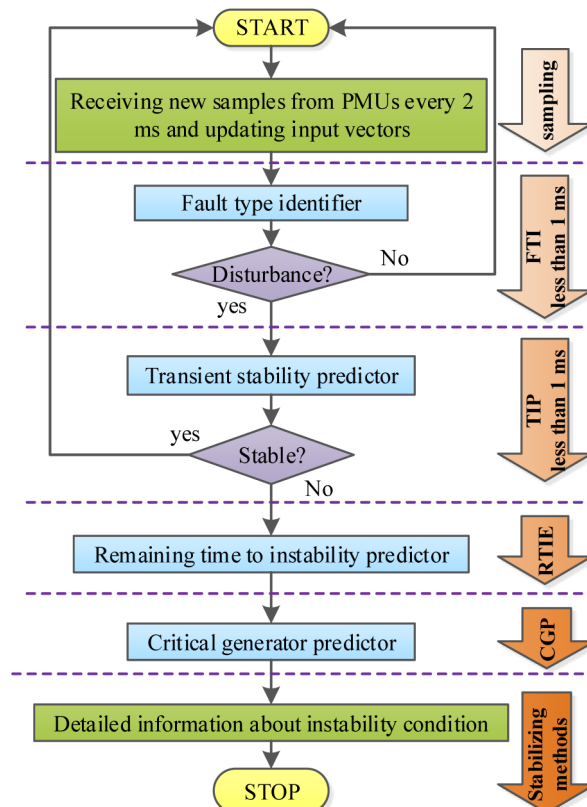 START
Receiving new samples from PMUs every 2
ms and updating input vectors
sampling
Fault type identifier
Disturbance?
No
yes
FTI
less than 1 ms
Transient stability predictor
yes
Stable?
No
TIP
less than 1 ms
Remaining time to instability predictor
RTIE
Critical generator predictor
CGP
Detailed information about instability condition
STOP
Stabilizing
methods